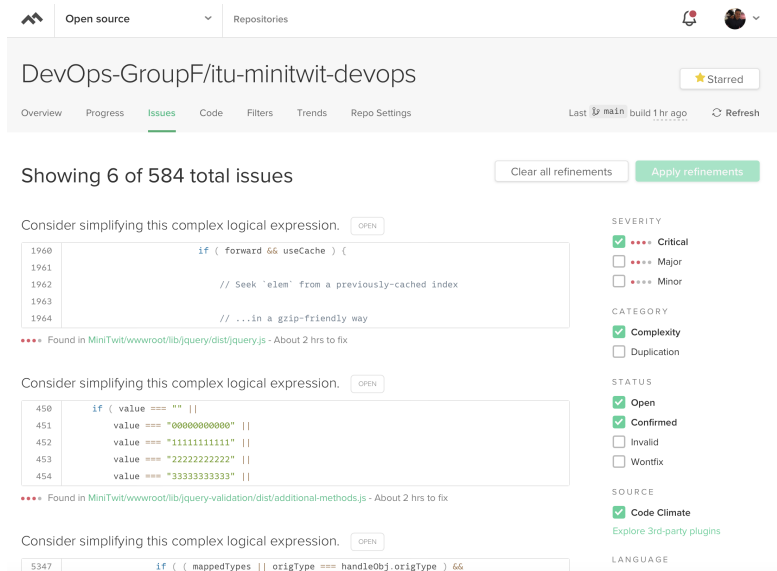 Open source
Repositories
DevOps-GroupF/itu-minitwit-devops
Starred
Overview Progress Issues Code Filters Trends Repo Settings
Last main build 1 hr ago
Refresh
Showing 6 of 584 total issues
Clear all refinements
Apply refinements
Consider simplifying this complex logical expression. OPEN
1960 if ( forward && useCache ) {
1961
1962 // Seek `elem` from a previously-cached index
1963
1964 // ...in a gzip-friendly way
Found in MiniTwit/wwwroot/lib/jquery/dist/jquery.js - About 2 hrs to fix
Consider simplifying this complex logical expression. OPEN
450 if ( value === "" ||
451 value === "00000000000" ||
452 value === "11111111111" ||
453 value === "22222222222" ||
454 value === "33333333333" ||
Found in MiniTwit/wwwroot/lib/jquery-validation/dist/additional-methods.js - About 2 hrs to fix
Consider simplifying this complex logical expression. OPEN
5347 if ( ( mappedTypes || origType === handleObj.origType ) &&
SEVERITY
Critical
Major
Minor
CATEGORY
Complexity
Duplication
STATUS
Open
Confirmed
Invalid
Wontfix
SOURCE
Code Climate
Explore 3rd-party plugins
LANGUAGE